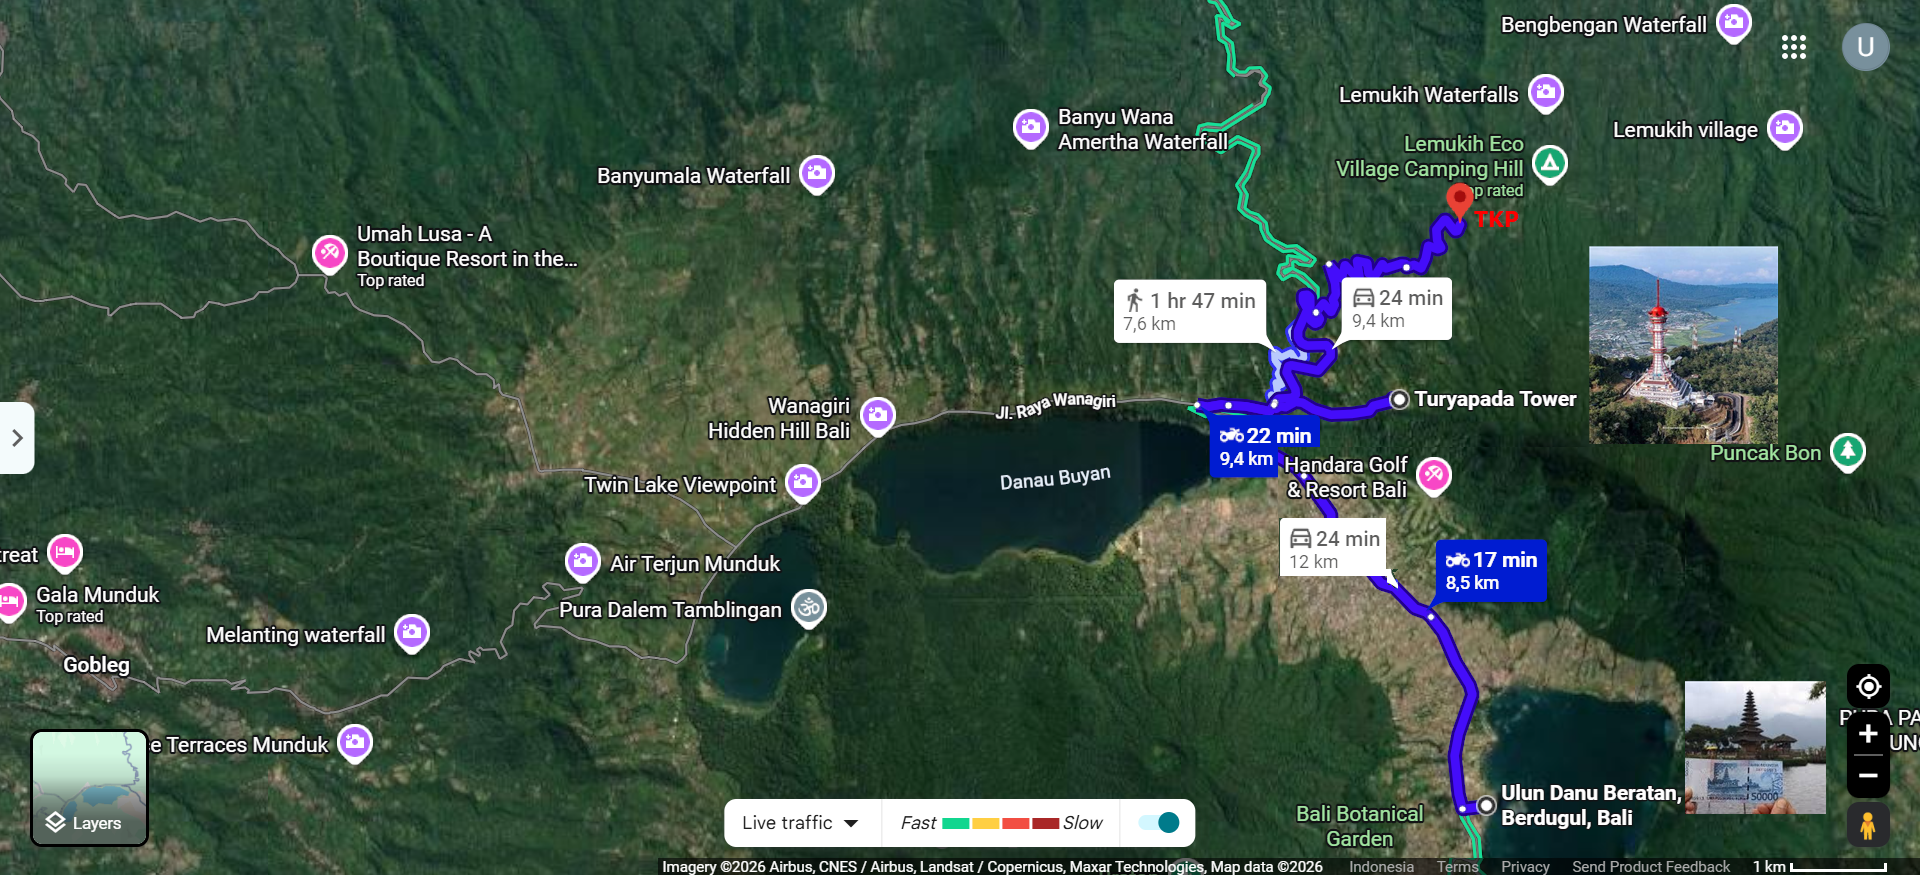 Bengbengan Waterfall
U
Lemukih Waterfalls
Banyu Wana
Amertha Waterfall
Lemukih village
Lemukih Eco
Village Camping Hill
op rated
Banyumala Waterfall
TKP
Umah Lusa - A
Boutique Resort in the...
Top rated
1 hr 47 min
7,6 km
24 min
9,4 km
Wanagiri
Hidden Hill Bali
Jl. Raya Wanagiri
Turyapada Tower
22 min
9,4 km
Puncak Bon
Danau Buyan
Handara Golf
& Resort Bali
Twin Lake Viewpoint
24 min
12 km
17 min
8,5 km
treat
Air Terjun Munduk
Gala Munduk
Top rated
Pura Dalem Tamblingan
Melanting waterfall
Gobleg
ce Terraces Munduk
50000
Ulun Danu Beratan,
Berdugul, Bali
Bali Botanical
Garden
Layers
Live traffic
Fast
Slow
Imagery ©2026 Airbus, CNES / Airbus, Landsat / Copernicus, Maxar Technologies, Map data ©2026
Indonesia
Terms
Privacy
Send Product Feedback
1 km